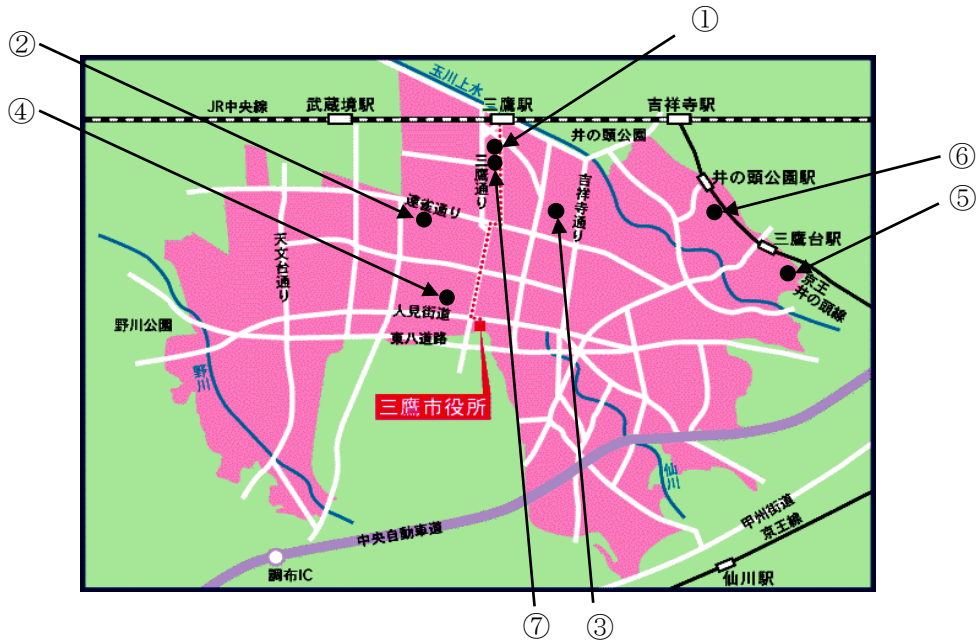 ①
②
玉川上水
④
JR中央線
武蔵境駅
三鷹駅
吉祥寺駅
井の頭公園
三鷹通り
⑥
井の頭公園駅
吉祥寺通り
⑤
連雀通り
三鷹台駅
天文台通り
京王
井の頭線
人見街道
野川公園
東八道路
野川
三鷹市役所
仙川
甲州街道
京王線
中央自動車道
調布IC
仙川駅
⑦
③